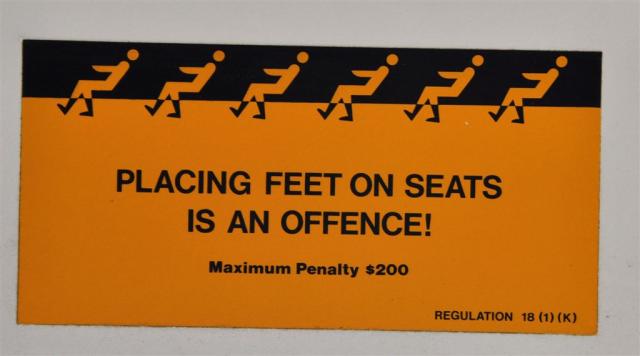 PLACING FEET ON SEATS
IS AN OFFENCE!
Maximum Penalty $200
REGULATION 18 (1) (K)